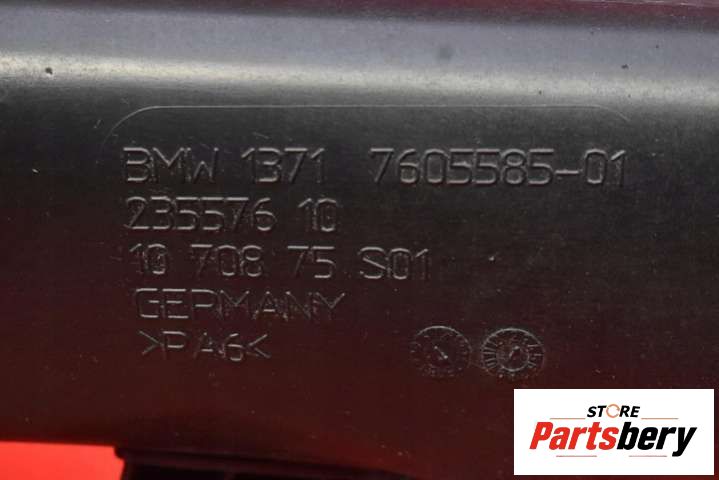 BMW 1371 7605585-01
235576 10
10 708 75 S01
GERMANY
>PA6<
STORE
Partsbery